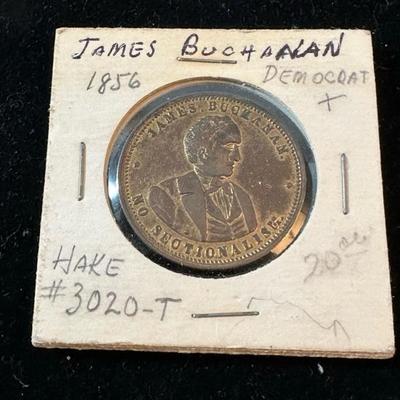 JAMES BUCHANAN
1856
DEMOCRAT
+
JAMES. BUCHANAN.
NO SECTIONALISM.
HAKE
#3020-T